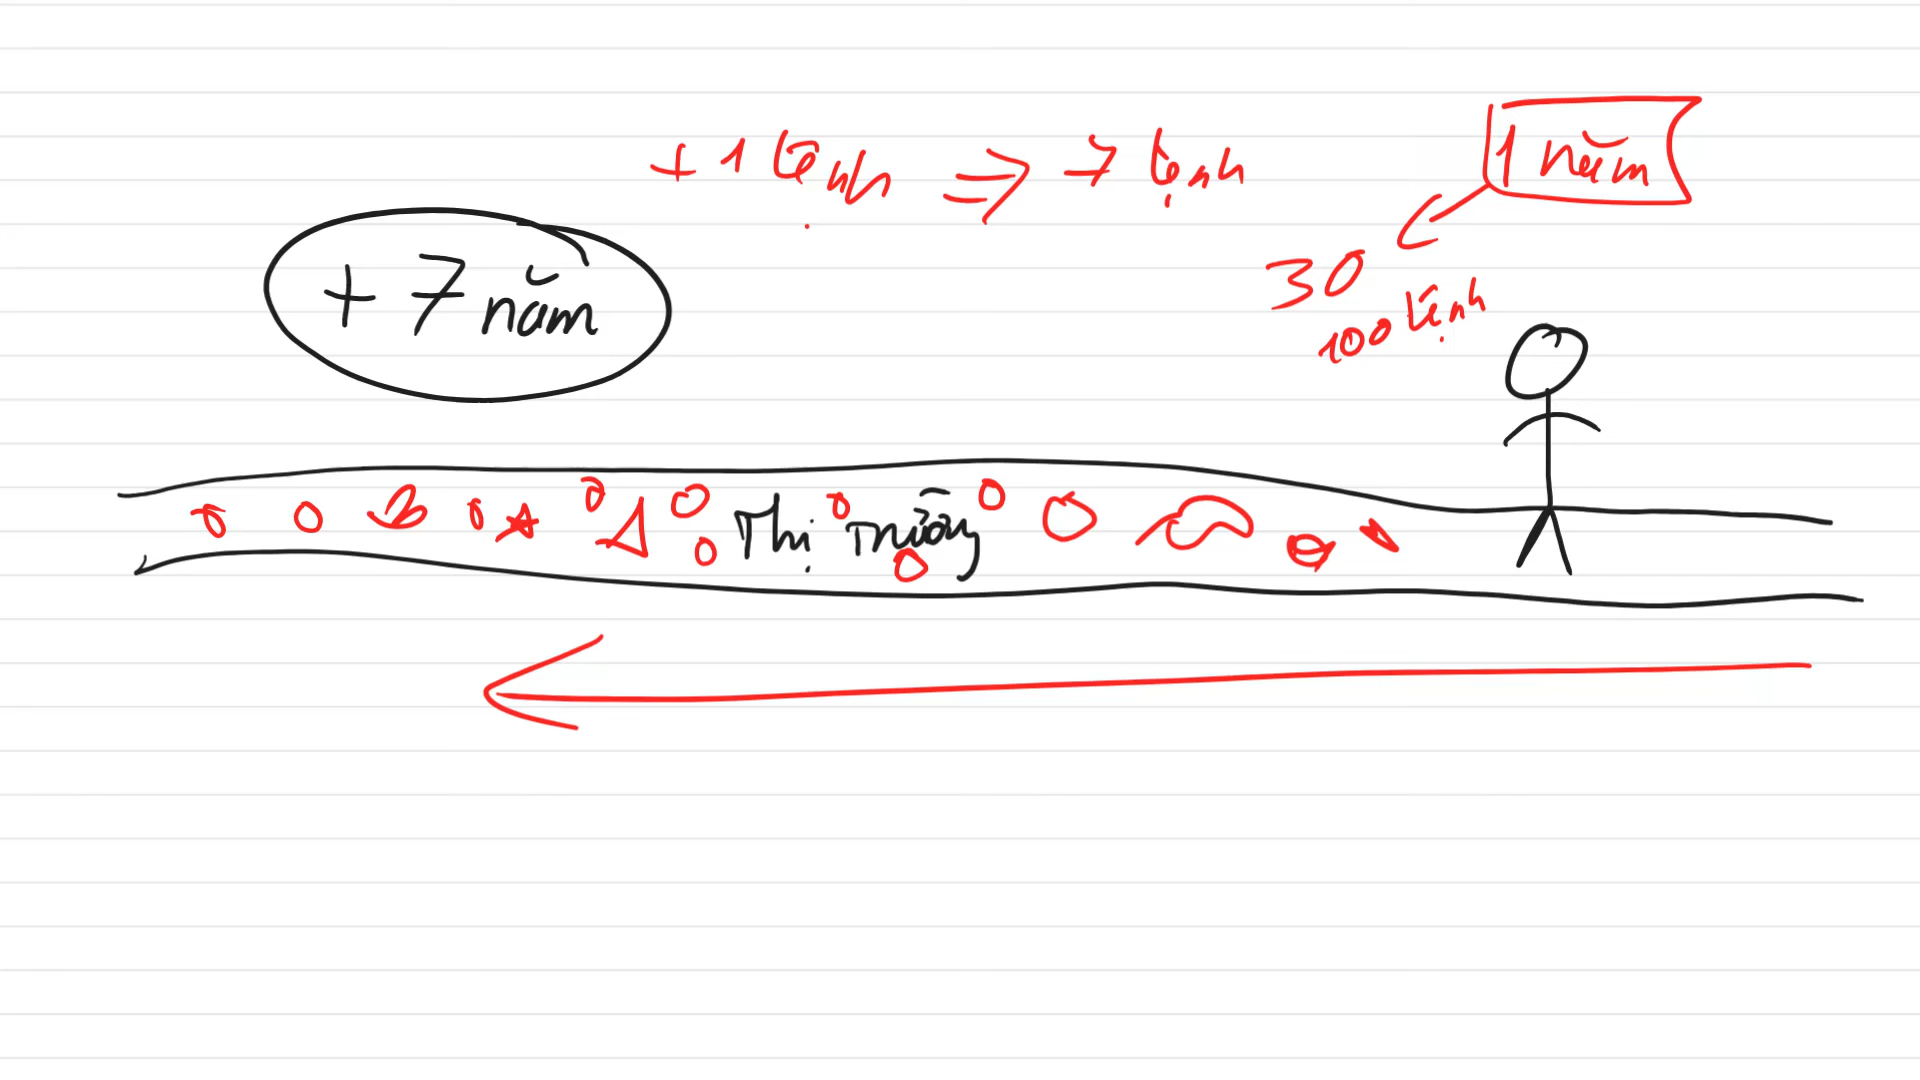 + 1 lệnh ⇒ 7 lệnh
1 năm
30
100 lệnh
+ 7 năm
Thị Trường